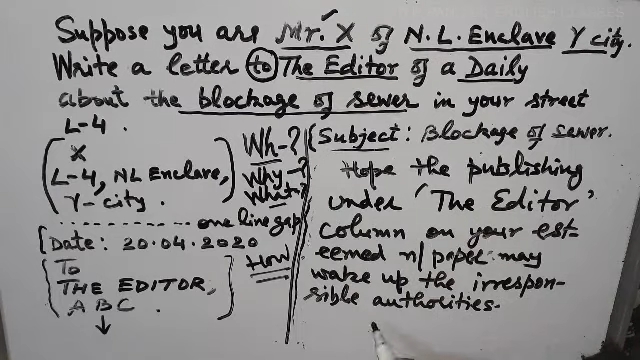 Suppose you are Mr. X of N.L. Enclave Y city.
Write a letter to The Editor of a Daily
about the blockage of sewer in your street
L-4.
X
L-4, NL Enclave,
Y-city.
one line gap
Date: 20.04.2020
To
THE EDITOR,
ABC.
Wh-?
Why-?
What?
How
Subject: Blockage of sewer.
Hope the publishing
under 'The Editor'
column on your est-
eemed n/paper may
wake up the irrespon-
sible authorities.